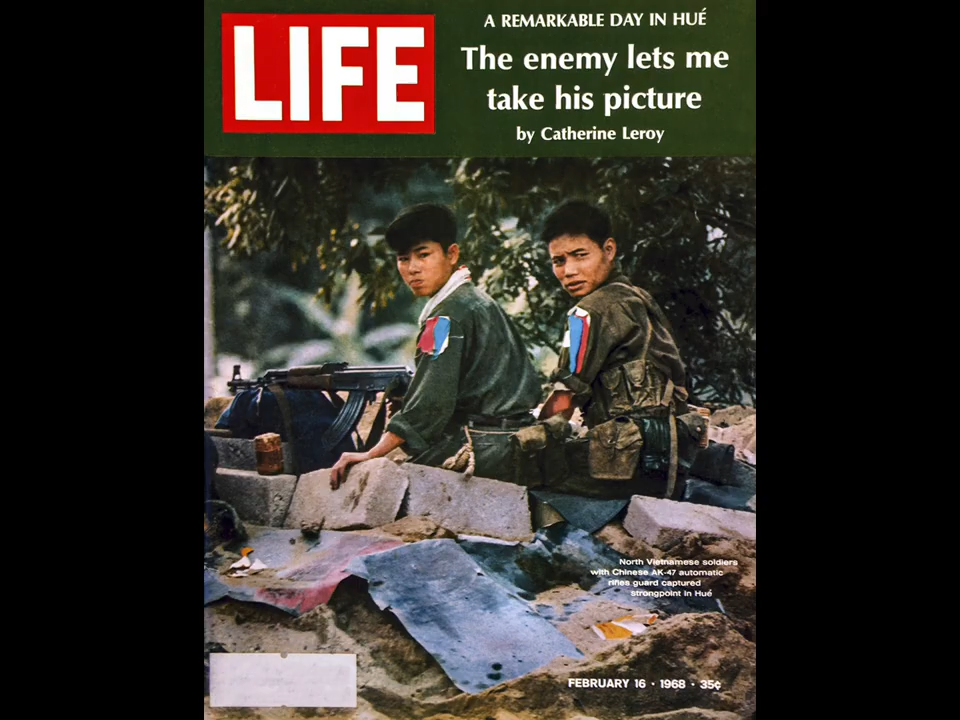 LIFE
A REMARKABLE DAY IN HUÉ
The enemy lets me
take his picture
by Catherine Leroy
North Vietnamese soldiers
with Chinese AK-47 automatic
rifles guard captured
strongpoint in Hué
FEBRUARY 16 · 1968 · 35¢